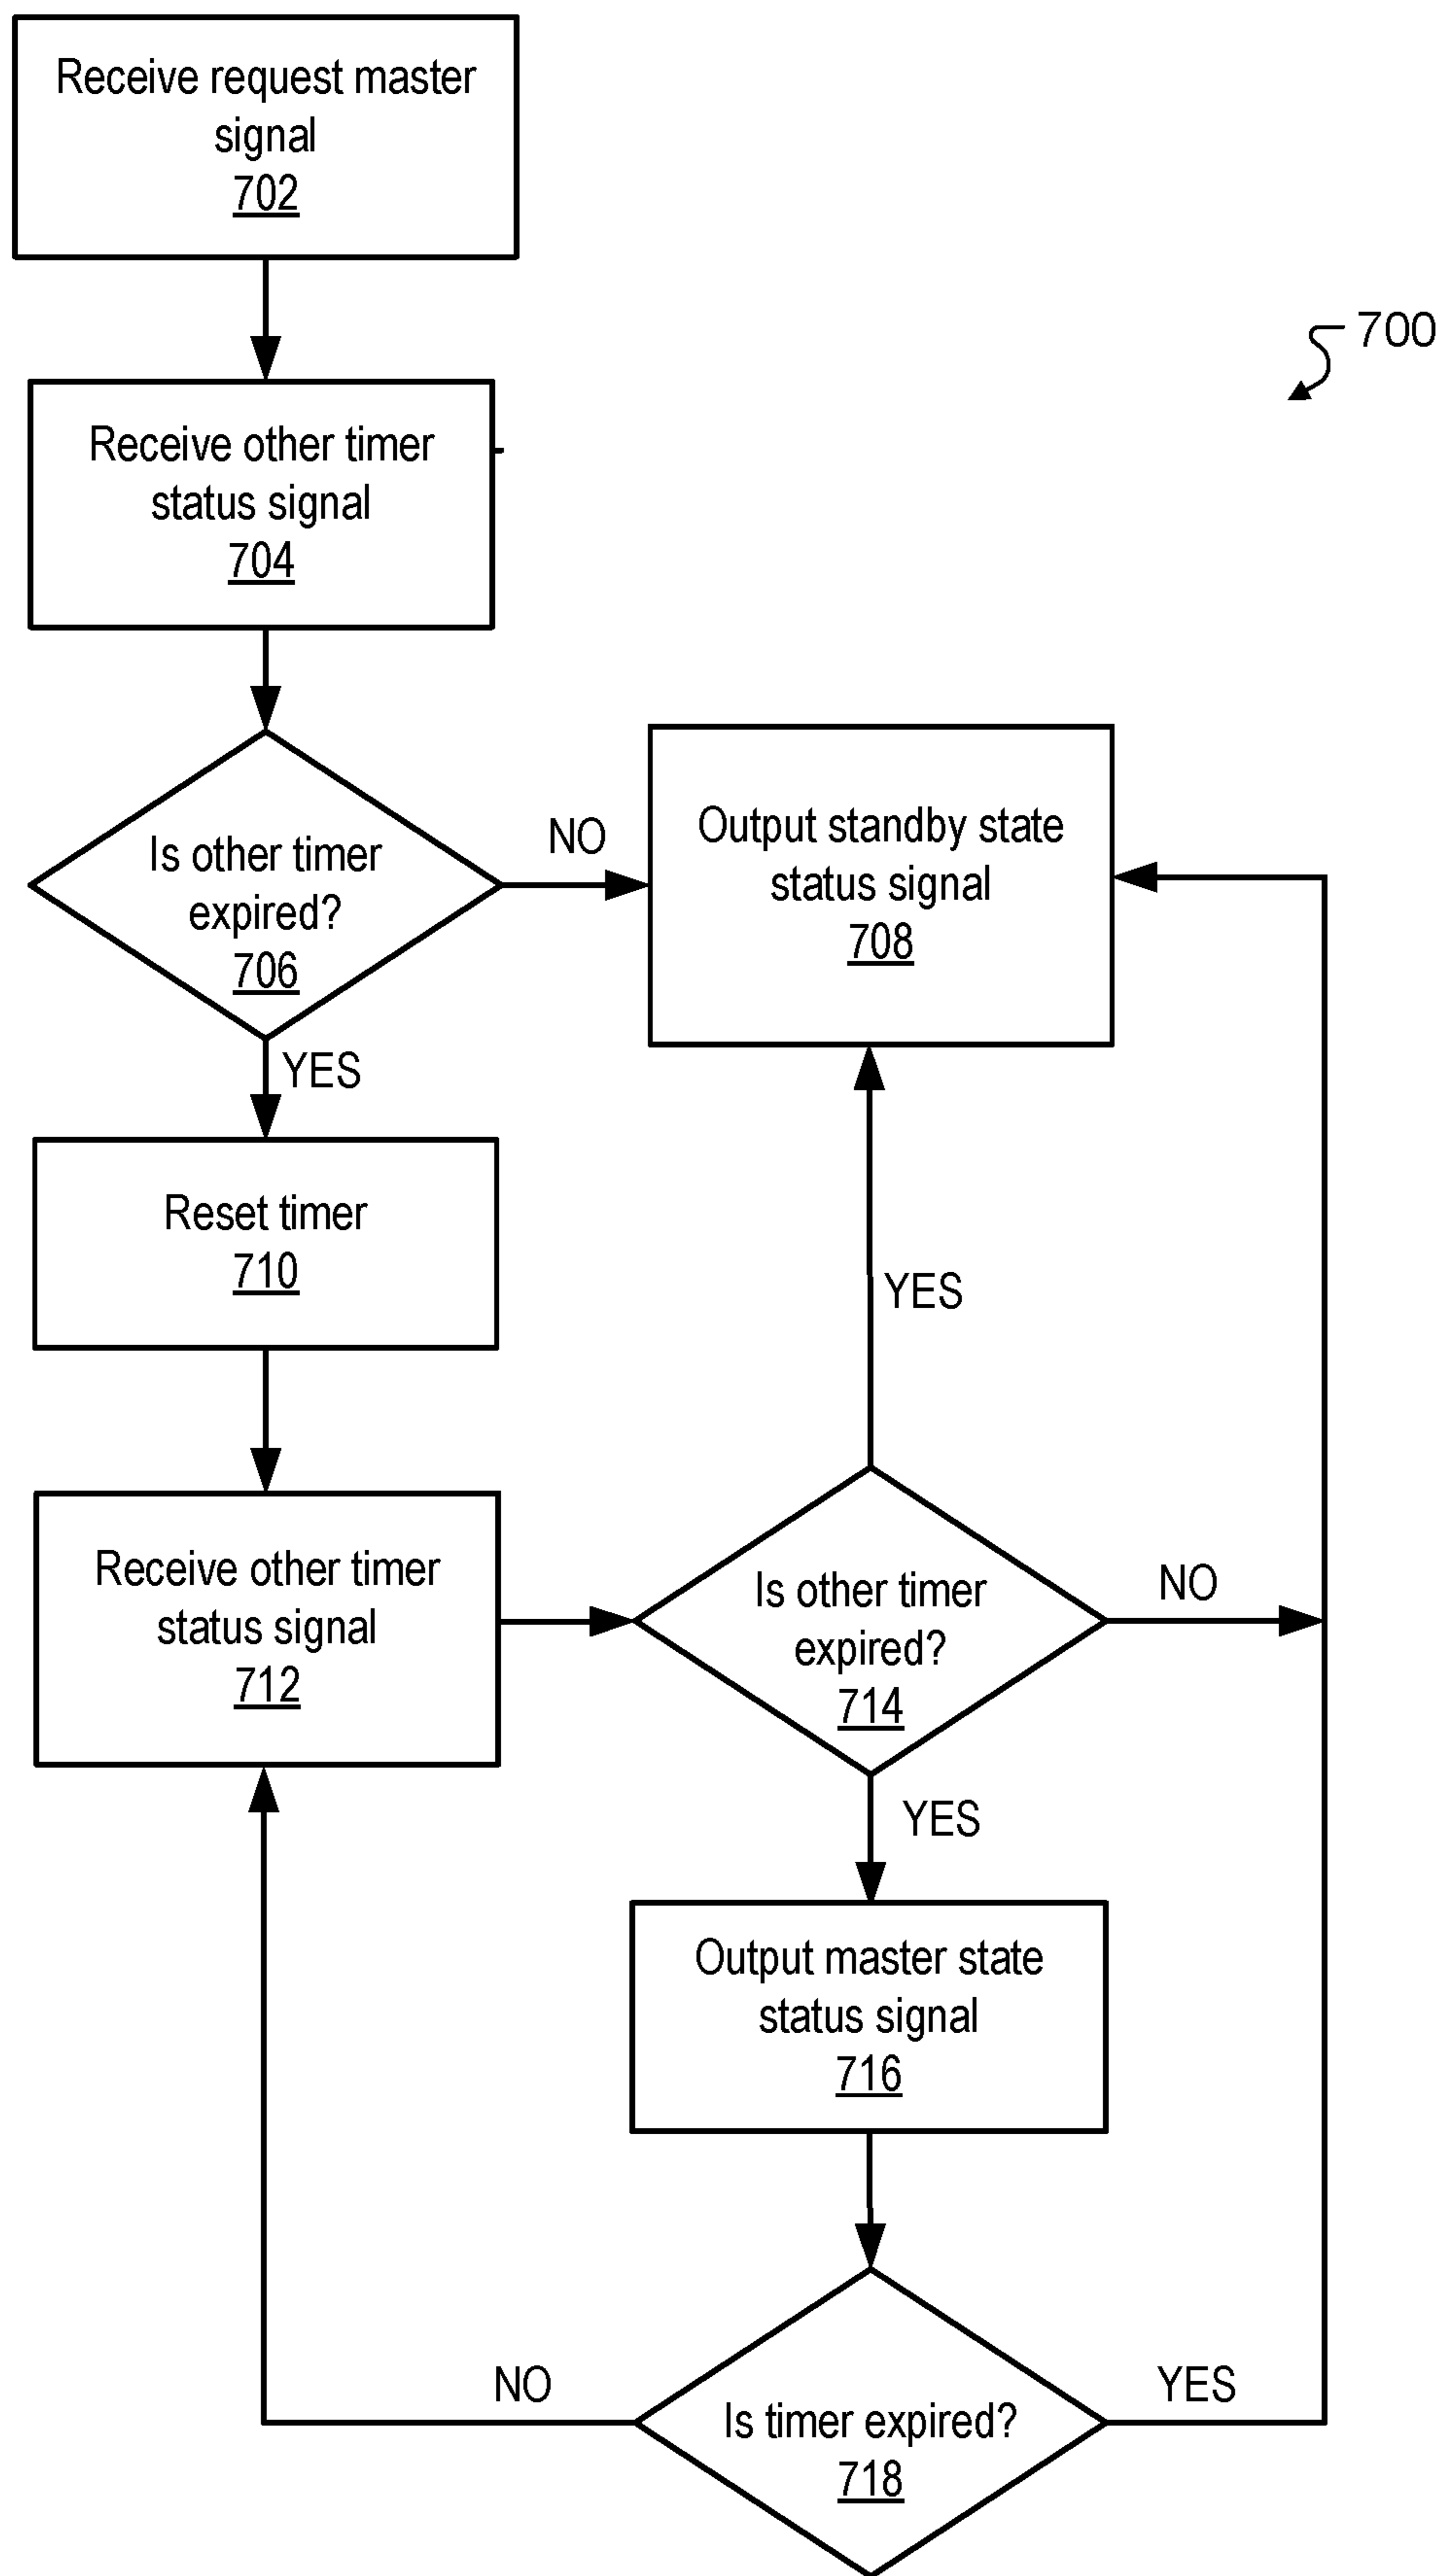 Receive request master
signal
702
700
Receive other timer
status signal
704
Is other timer
expired?
706
NO
Output standby state
status signal
708
YES
Reset timer
710
YES
Receive other timer
status signal
712
Is other timer
expired?
714
NO
YES
Output master state
status signal
716
NO
Is timer expired?
718
YES